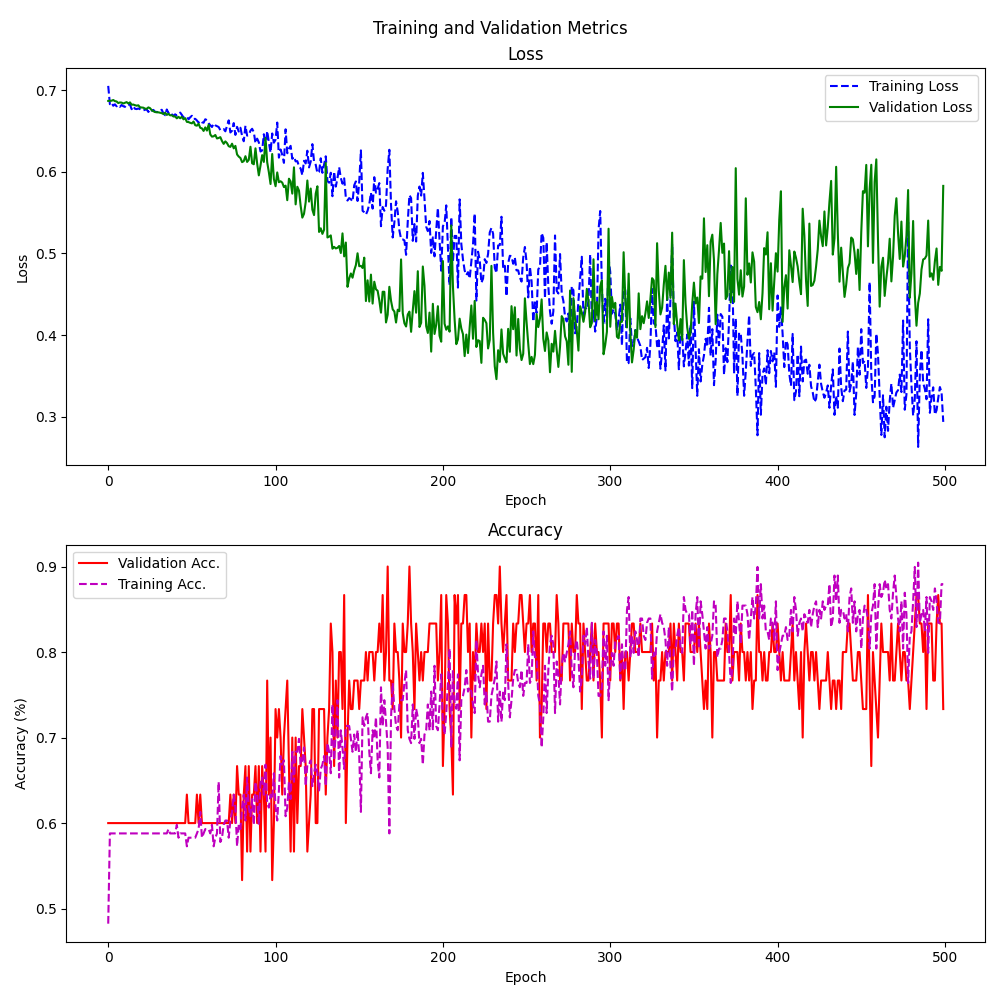 Training and Validation Metrics
Loss
Training Loss
Validation Loss
0.7
0.6
0.5
0.4
0.3
Loss
0
100
200
300
400
500
Epoch
Accuracy
Validation Acc.
Training Acc.
0.9
0.8
0.7
0.6
0.5
Accuracy (%)
0
100
200
300
400
500
Epoch